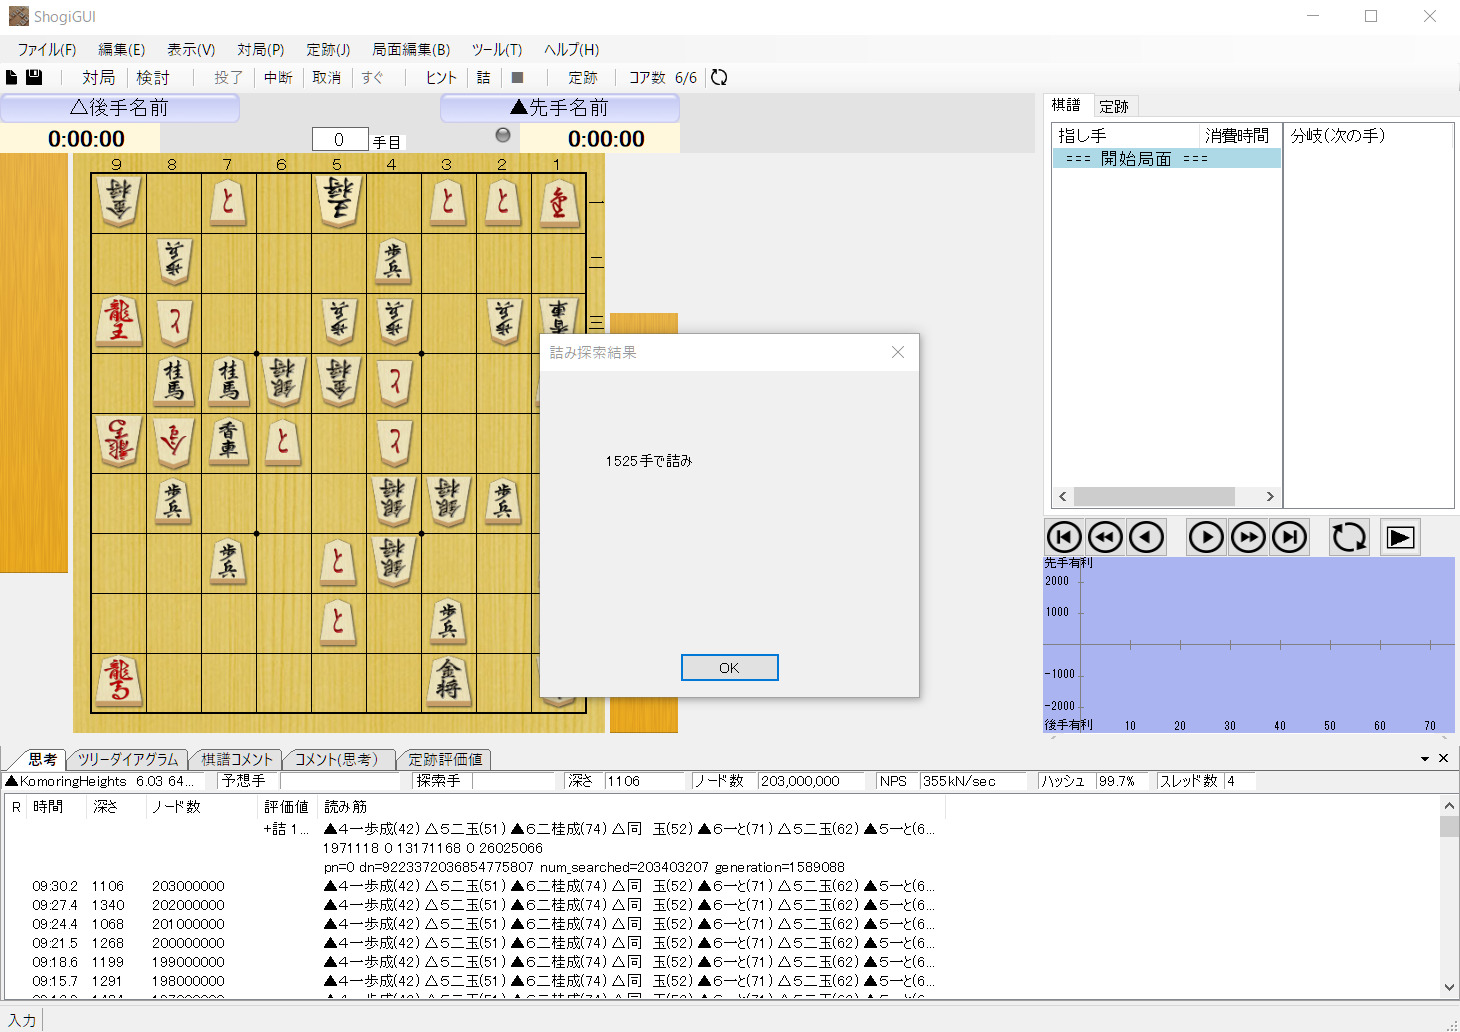 ShogiGUI
ファイル(F) 編集(E) 表示(V) 対局(P) 定跡(J) 局面編集(B) ツール(T) ヘルプ(H)
対局 検討 投了 中断 取消 すぐ ヒント 詰 定跡 コア数 6/6
△後手名前 ▲先手名前
0:00:00 0 手目 0:00:00
棋譜 定跡
指し手 消費時間 分岐(次の手)
=== 開始局面 ===
9 8 7 6 5 4 3 2 1
一
二
三
詰み探索結果
1525手で詰み
OK
先手有利
2000
1000
-1000
-2000
後手有利 10 20 30 40 50 60 70
思考 ツリーダイアグラム 棋譜コメント コメント(思考) 定跡評価値
▲KomoringHeights 6.03 64... 予想手 探索手 深さ 1106 ノード数 203,000,000 NPS 355kN/sec ハッシュ 99.7% スレッド数 4
R 時間 深さ ノード数 評価値 読み筋
+詰 1... ▲4一歩成(42) △5二玉(51) ▲6二桂成(74) △同　玉(52) ▲6一と(71) △5二玉(62) ▲5一と(6...
1971118 0 13171168 0 26025066
pn=0 dn=9223372036854775807 num_searched=203403207 generation=1589088
09:30.2 1106 203000000 ▲4一歩成(42) △5二玉(51) ▲6二桂成(74) △同　玉(52) ▲6一と(71) △5二玉(62) ▲5一と(6...
09:27.4 1340 202000000 ▲4一歩成(42) △5二玉(51) ▲6二桂成(74) △同　玉(52) ▲6一と(71) △5二玉(62) ▲5一と(6...
09:24.4 1068 201000000 ▲4一歩成(42) △5二玉(51) ▲6二桂成(74) △同　玉(52) ▲6一と(71) △5二玉(62) ▲5一と(6...
09:21.5 1268 200000000 ▲4一歩成(42) △5二玉(51) ▲6二桂成(74) △同　玉(52) ▲6一と(71) △5二玉(62) ▲5一と(6...
09:18.6 1199 199000000 ▲4一歩成(42) △5二玉(51) ▲6二桂成(74) △同　玉(52) ▲6一と(71) △5二玉(62) ▲5一と(6...
09:15.7 1291 198000000 ▲4一歩成(42) △5二玉(51) ▲6二桂成(74) △同　玉(52) ▲6一と(71) △5二玉(62) ▲5一と(6...
入力